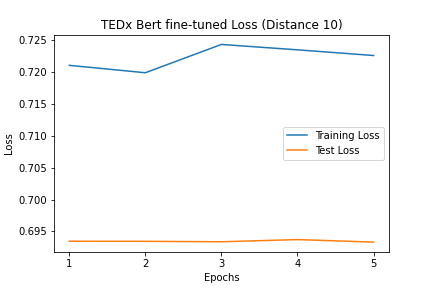 TEDx Bert fine-tuned Loss (Distance 10)
0.725
0.720
0.715
0.710
0.705
0.700
0.695
Loss
Training Loss
Test Loss
1 2 3 4 5
Epochs